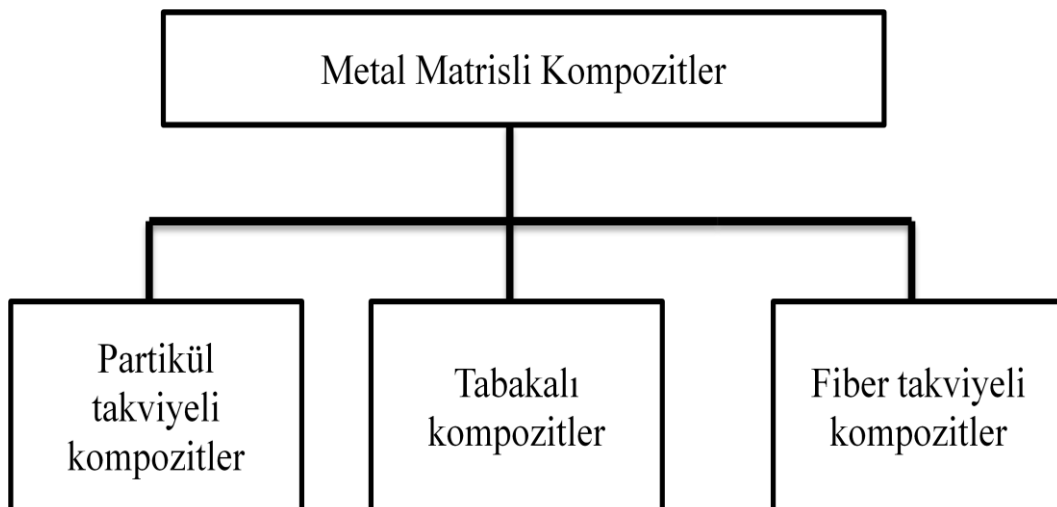 Metal Matrisli Kompozitler
Partikül
takviyeli
kompozitler
Tabakalı
kompozitler
Fiber takviyeli
kompozitler